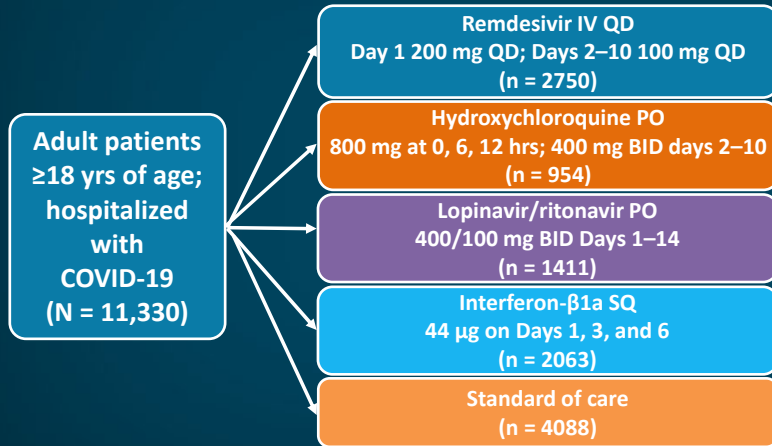 Adult patients
≥18 yrs of age;
hospitalized
with
COVID-19
(N = 11,330)
Remdesivir IV QD
Day 1 200 mg QD; Days 2–10 100 mg QD
(n = 2750)
Hydroxychloroquine PO
800 mg at 0, 6, 12 hrs; 400 mg BID days 2–10
(n = 954)
Lopinavir/ritonavir PO
400/100 mg BID Days 1–14
(n = 1411)
Interferon-β1a SQ
44 µg on Days 1, 3, and 6
(n = 2063)
Standard of care
(n = 4088)